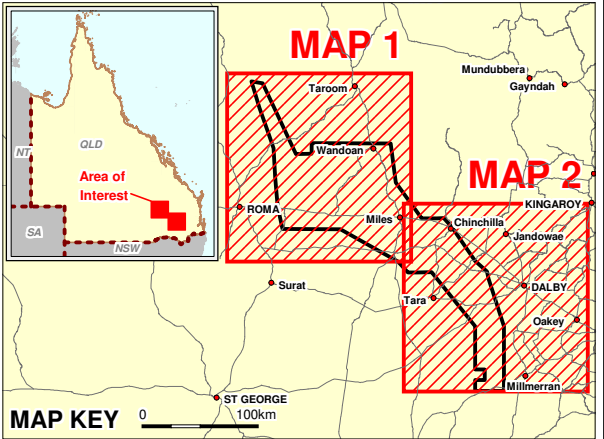 MAP 1
Mundubbera
Gayndah
Taroom
NT
QLD
Wandoan
Area of
Interest
MAP 2
KINGAROY
ROMA
Miles
Chinchilla
SA
Jandowae
NSW
Surat
DALBY
Tara
Oakey
Millmerran
ST GEORGE
MAP KEY
0 100km